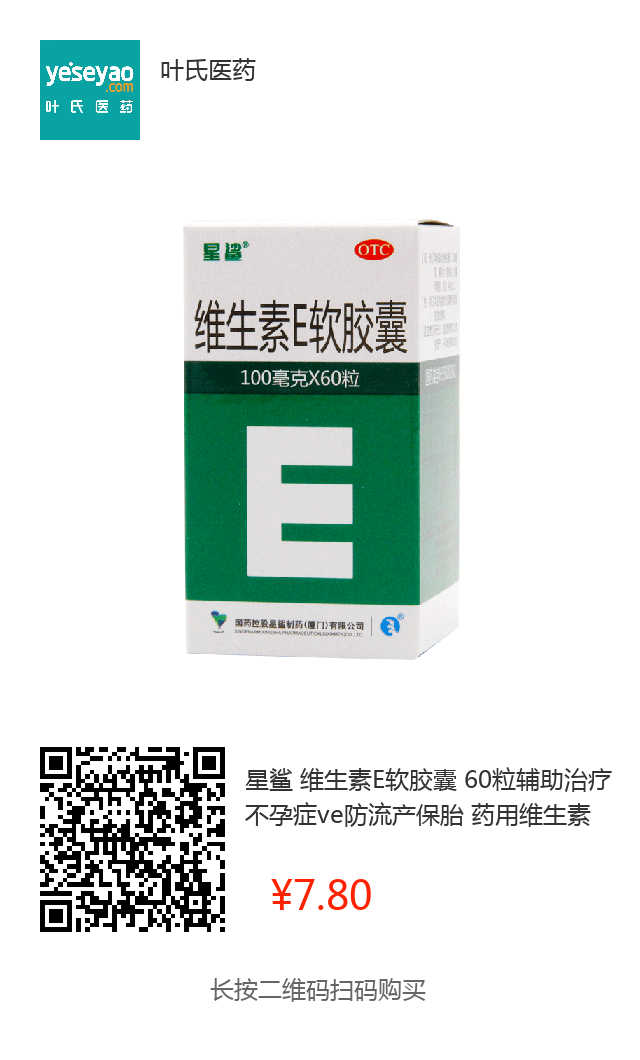 yeseyao
.com
叶氏医药
叶氏医药
星鲨®
OTC
维生素E软胶囊
100毫克X60粒
E
国药控股星鲨制药(厦门)有限公司
星鲨 维生素E软胶囊 60粒辅助治疗
不孕症ve防流产保胎 药用维生素
¥7.80
长按二维码扫码购买